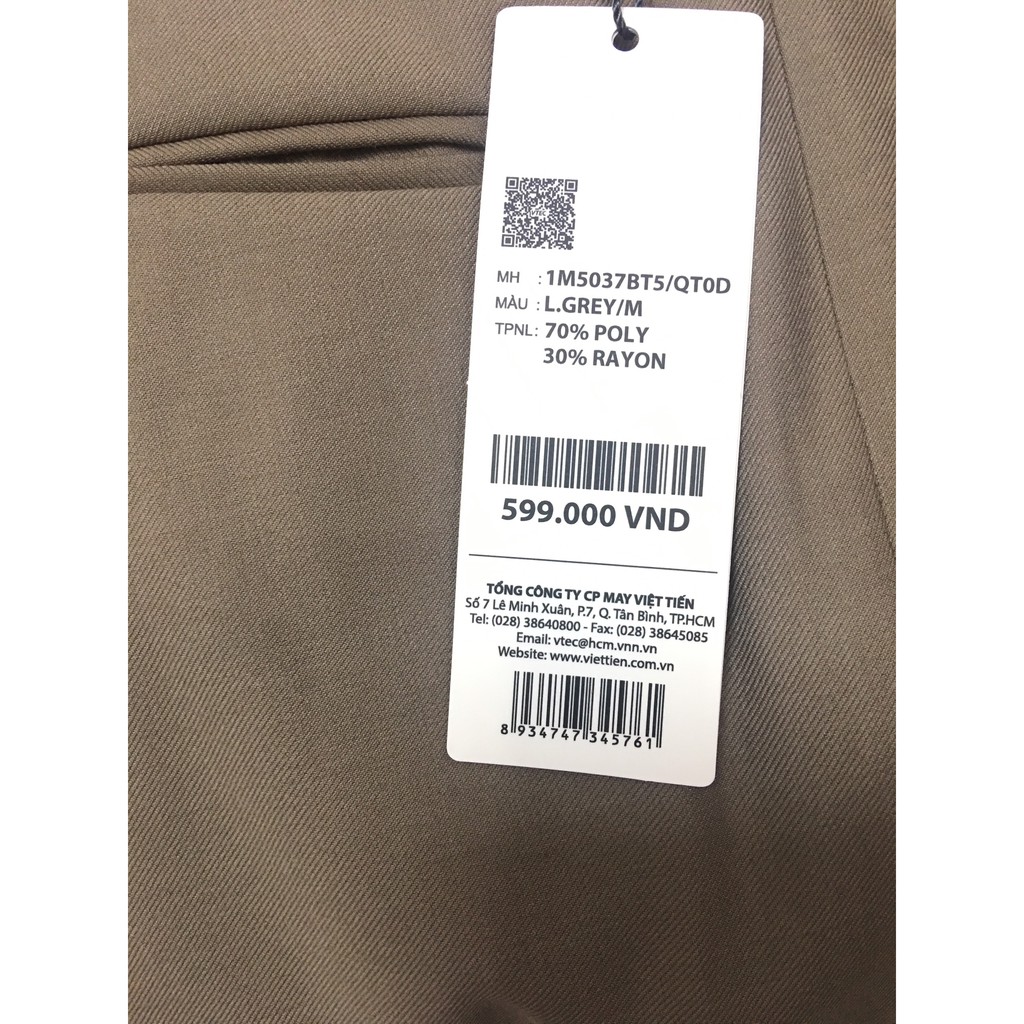 VTEC
MH : 1M5037BT5/QT0D
MÀU : L.GREY/M
TPNL: 70% POLY
30% RAYON
599.000 VND
TỔNG CÔNG TY CP MAY VIỆT TIẾN
Số 7 Lê Minh Xuân, P.7, Q. Tân Bình, TP.HCM
Tel: (028) 38640800 - Fax: (028) 38645085
Email: vtec@hcm.vnn.vn
Website: www.viettien.com.vn
8 934747 345761